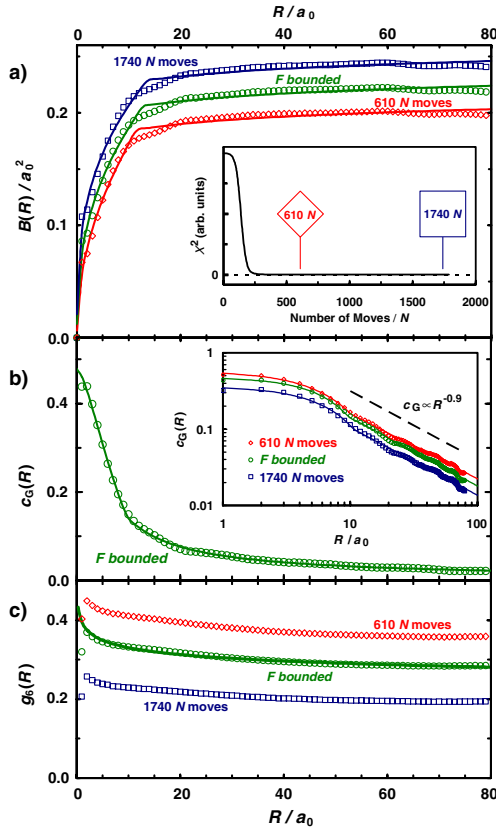 R / a₀
0 20 40 60 80
a)
1740 N moves
F bounded
610 N moves
0.2
0.1
0.0
B(R) / a₀²
χ² (arb. units)
0
610 N
1740 N
0 500 1000 1500 2000
Number of Moves / N
b)
c_G(R)
0.4
0.2
0.0
F bounded
1
0.1
0.01
c_G(R)
c_G ∝ R^-0.9
610 N moves
F bounded
1740 N moves
1 10 100
R / a₀
c)
g₆(R)
0.4
0.2
0.0
610 N moves
F bounded
1740 N moves
0 20 40 60 80
R / a₀